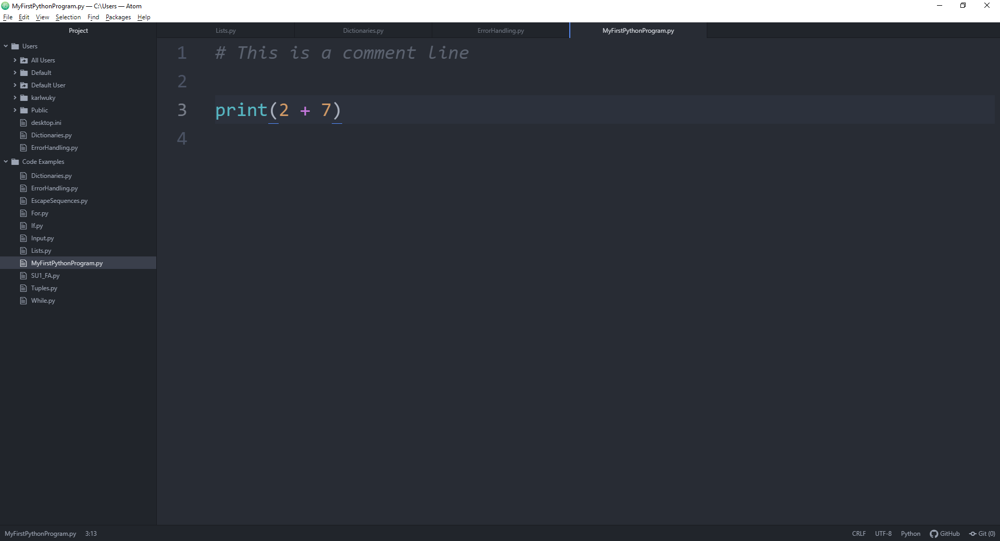 MyFirstPythonProgram.py — C:\Users — Atom
File Edit View Selection Find Packages Help
Project
Users
All Users
Default
Default User
karlwuky
Public
desktop.ini
Dictionaries.py
ErrorHandling.py
Code Examples
Dictionaries.py
ErrorHandling.py
EscapeSequences.py
For.py
If.py
Input.py
Lists.py
MyFirstPythonProgram.py
SU1_FA.py
Tuples.py
While.py
Lists.py Dictionaries.py ErrorHandling.py MyFirstPythonProgram.py
1 # This is a comment line
2
3 print(2 + 7)
4
MyFirstPythonProgram.py 3:13 CRLF UTF-8 Python GitHub Git (0)